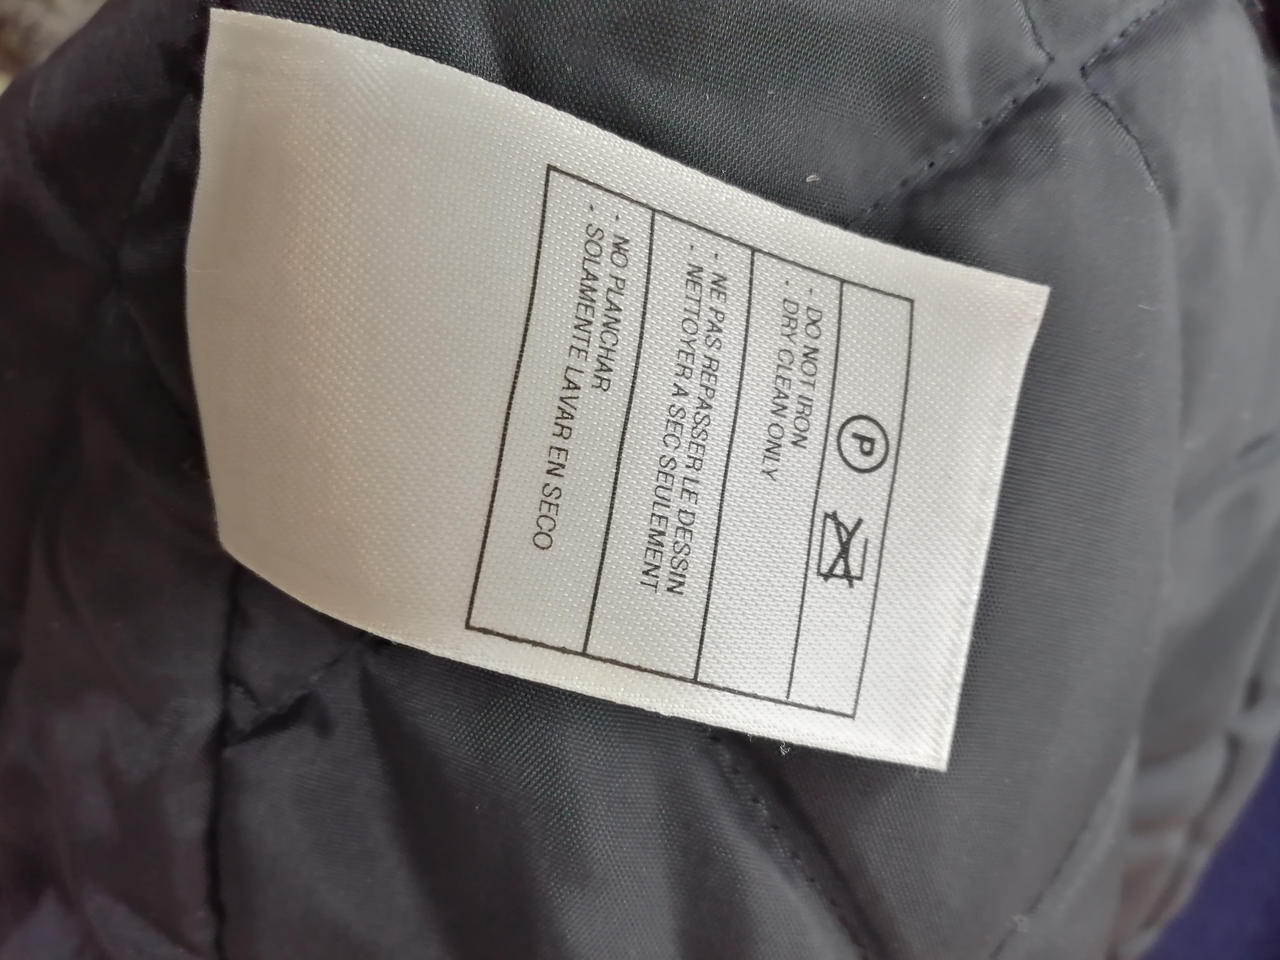 P
- DO NOT IRON
- DRY CLEAN ONLY
- NE PAS REPASSER LE DESSIN
- NETTOYER A SEC SEULEMENT
- NO PLANCHAR
- SOLAMENTE LAVAR EN SECO